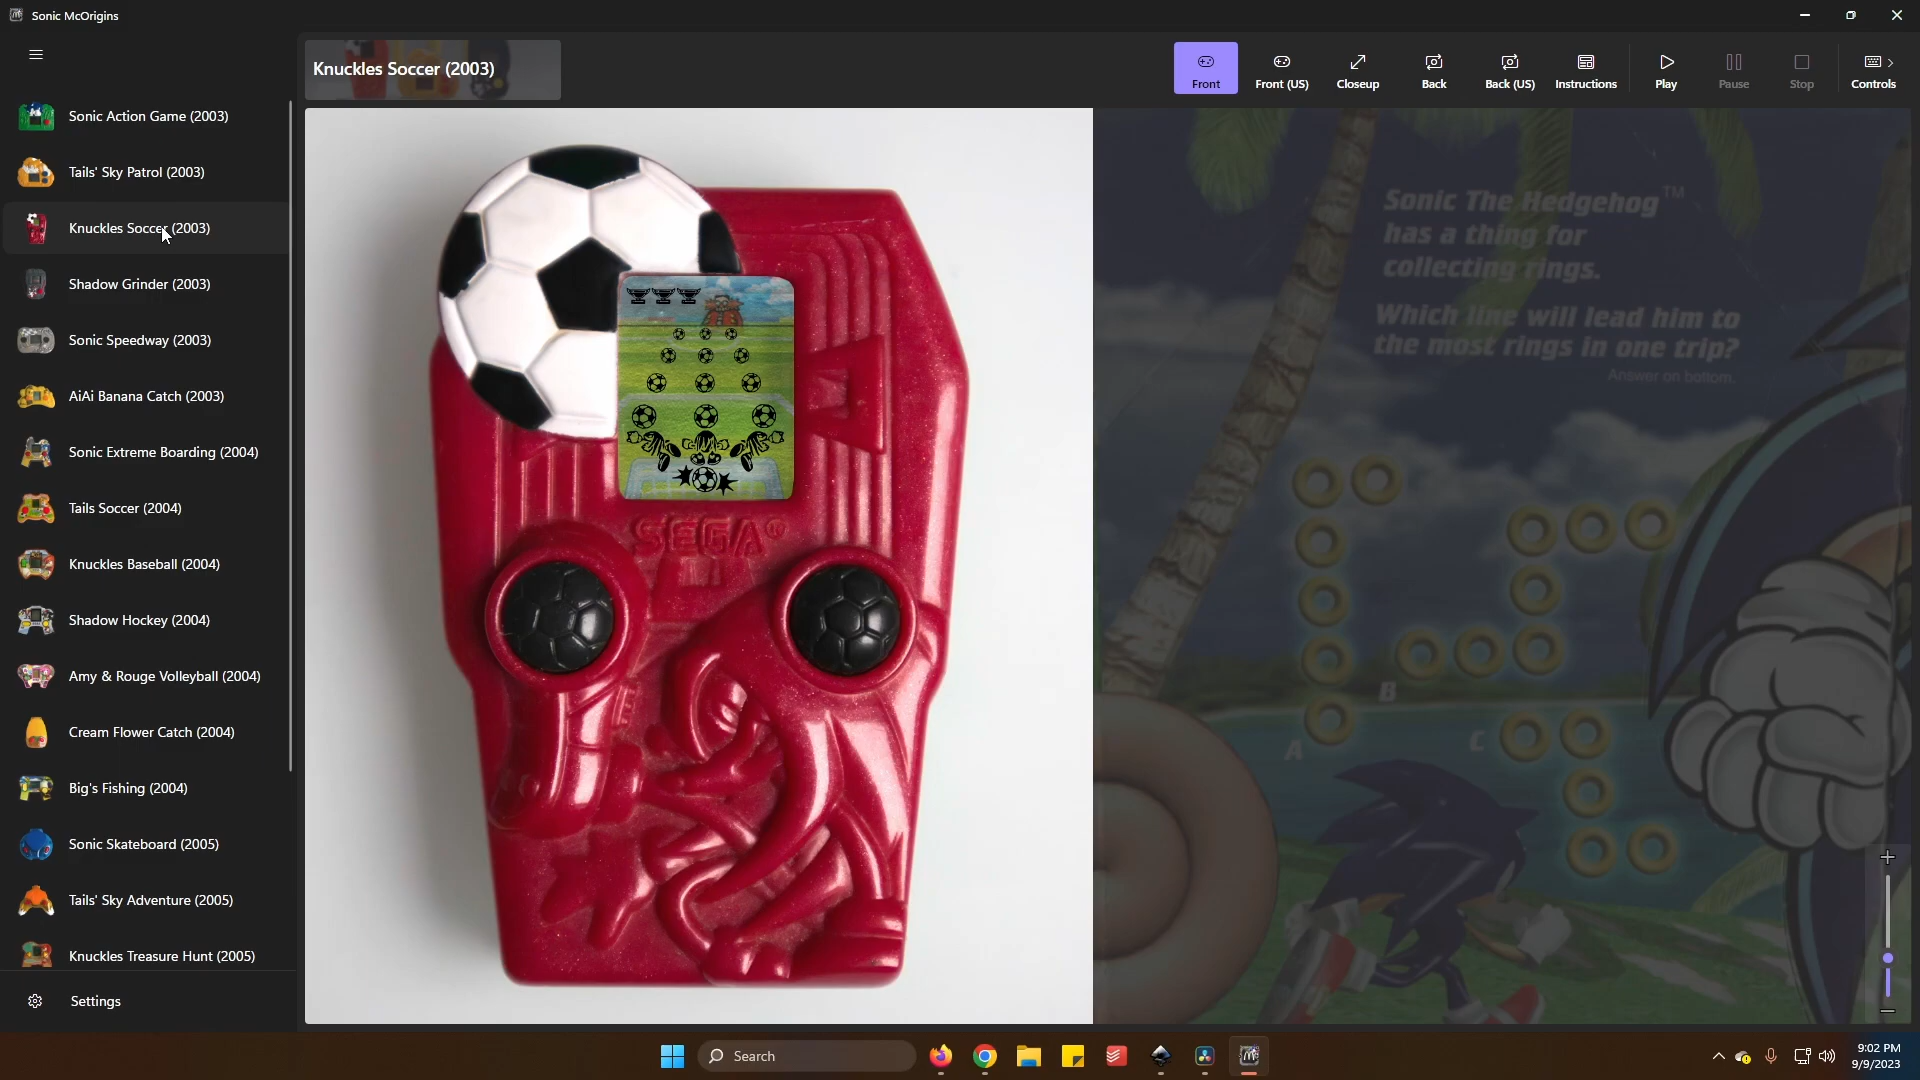 Sonic McOrigins
Knuckles Soccer (2003)
Front
Front (US)
Closeup
Back
Back (US)
Instructions
Play
Pause
Stop
Controls
Sonic Action Game (2003)
Tails' Sky Patrol (2003)
Knuckles Soccer (2003)
Shadow Grinder (2003)
Sonic Speedway (2003)
AiAi Banana Catch (2003)
Sonic Extreme Boarding (2004)
Tails Soccer (2004)
Knuckles Baseball (2004)
Shadow Hockey (2004)
Amy & Rouge Volleyball (2004)
Cream Flower Catch (2004)
Big's Fishing (2004)
Sonic Skateboard (2005)
Tails' Sky Adventure (2005)
Knuckles Treasure Hunt (2005)
Settings
SEGA®
Sonic The Hedgehog™
has a thing for
collecting rings.
Which line will lead him to
the most rings in one trip?
Answer on bottom.
A
B
C
Search
9:02 PM
9/9/2023